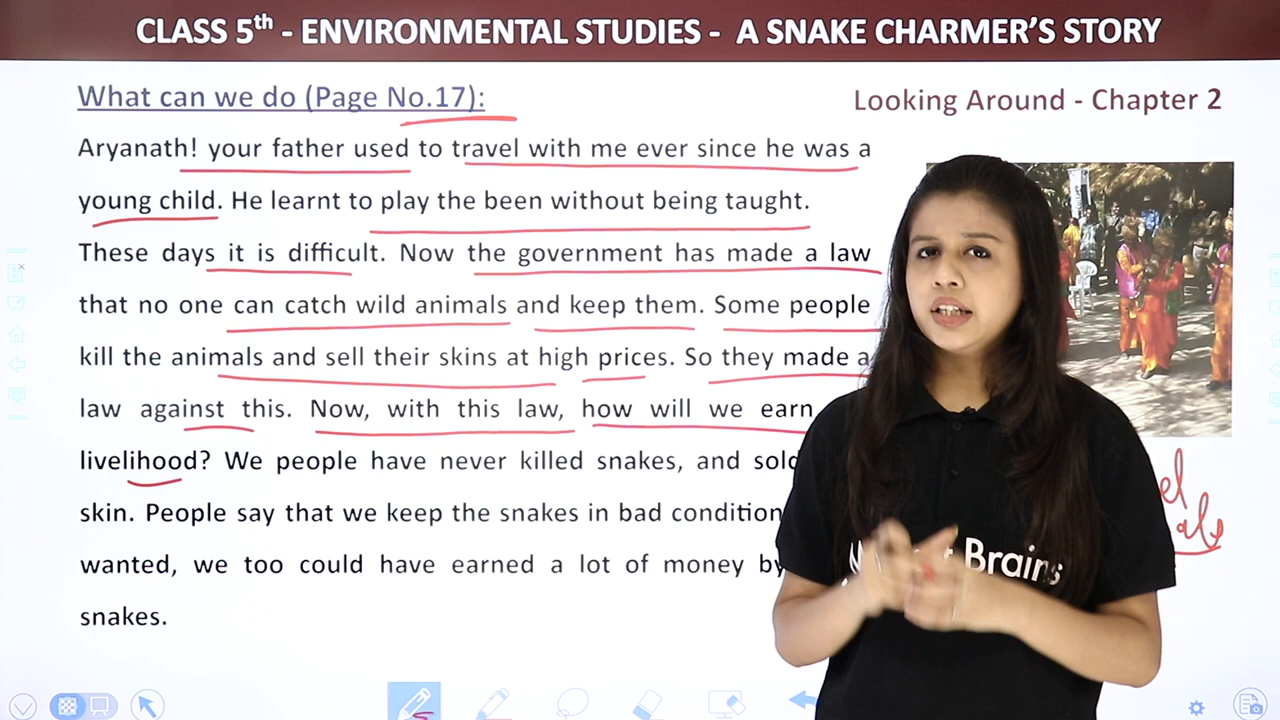 CLASS 5th - ENVIRONMENTAL STUDIES - A SNAKE CHARMER'S STORY
What can we do (Page No.17):
Looking Around - Chapter 2
Aryanath! your father used to travel with me ever since he was a
young child. He learnt to play the been without being taught.
These days it is difficult. Now the government has made a law
that no one can catch wild animals and keep them. Some people
kill the animals and sell their skins at high prices. So they made a
law against this. Now, with this law, how will we earn
livelihood? We people have never killed snakes, and sold
skin. People say that we keep the snakes in bad condition
wanted, we too could have earned a lot of money by
snakes.
Brains